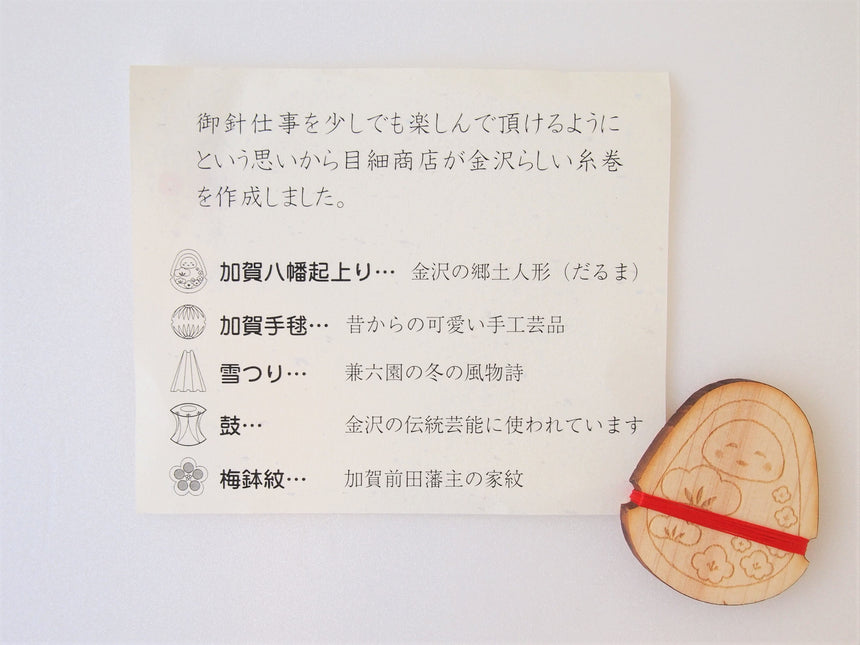 御針仕事を少しでも楽しんで頂けるように
という思いから目細商店が金沢らしい糸巻
を作成しました。
加賀八幡起上り… 金沢の郷土人形（だるま）
加賀手毬… 昔からの可愛い手工芸品
雪つり… 兼六園の冬の風物詩
鼓… 金沢の伝統芸能に使われています
梅鉢紋… 加賀前田藩主の家紋